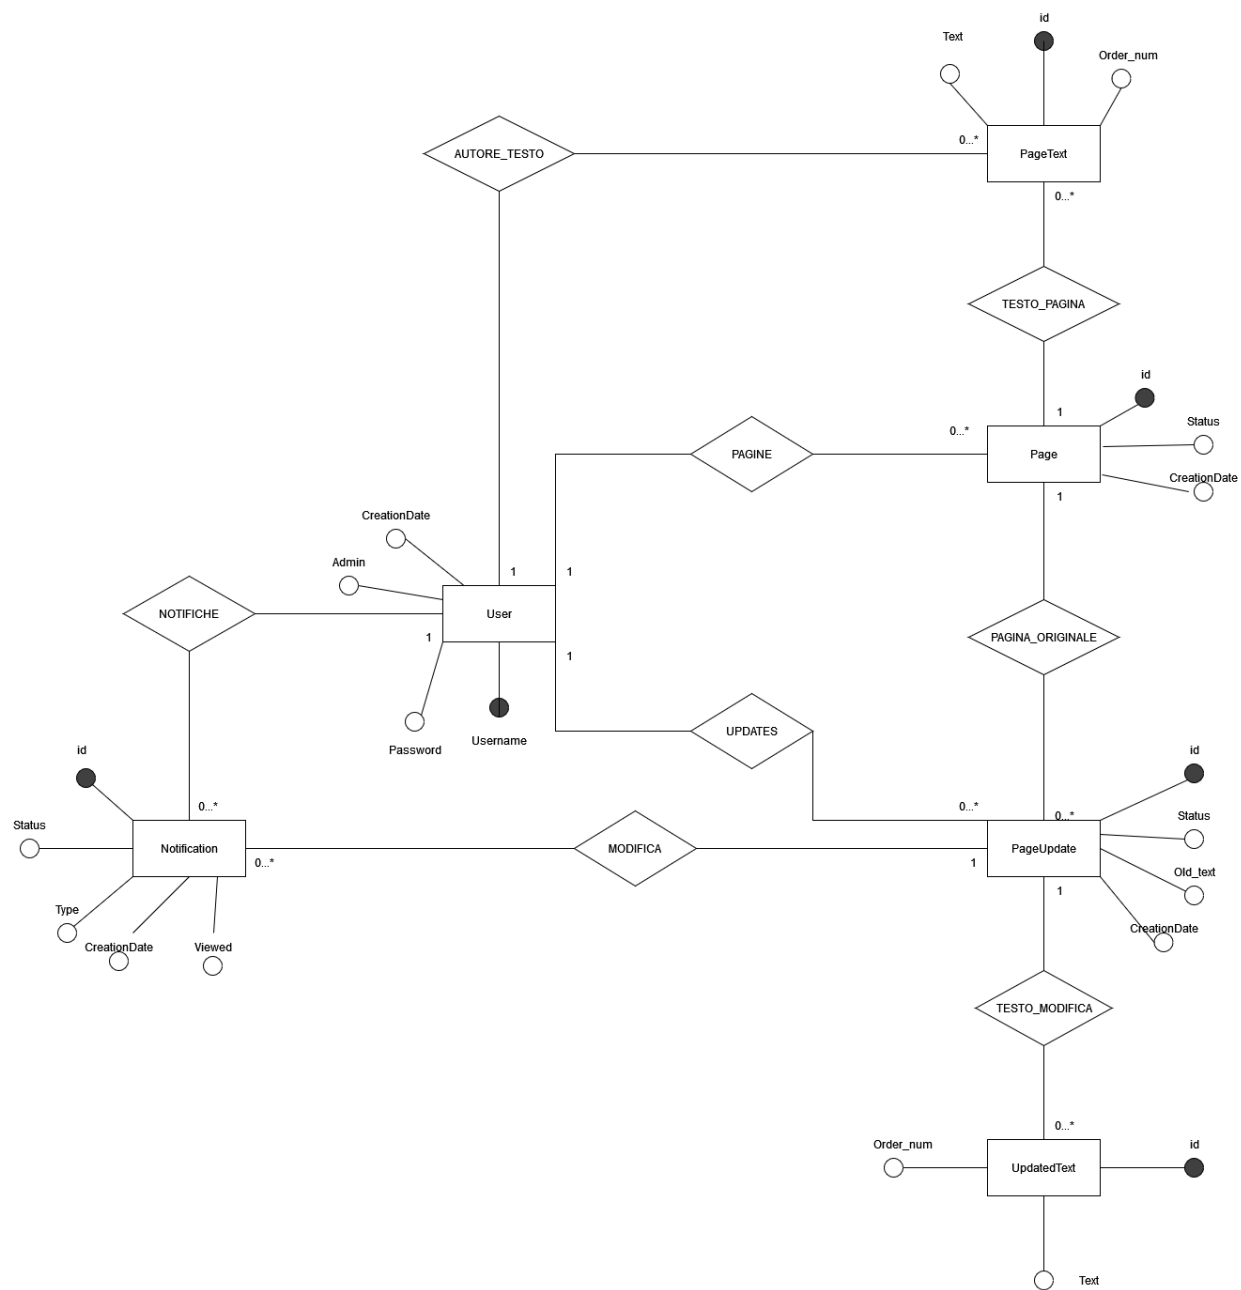 id
Text
Order_num
AUTORE_TESTO
0...*
PageText
0...*
TESTO_PAGINA
id
1
Status
0...*
PAGINE
Page
CreationDate
1
CreationDate
Admin
1
1
NOTIFICHE
User
1
PAGINA_ORIGINALE
1
UPDATES
Username
Password
id
id
0...*
0...*
0...*
Status
Status
Notification
MODIFICA
PageUpdate
0...*
1
Old_text
1
Type
CreationDate
CreationDate
Viewed
TESTO_MODIFICA
0...*
Order_num
id
UpdatedText
Text